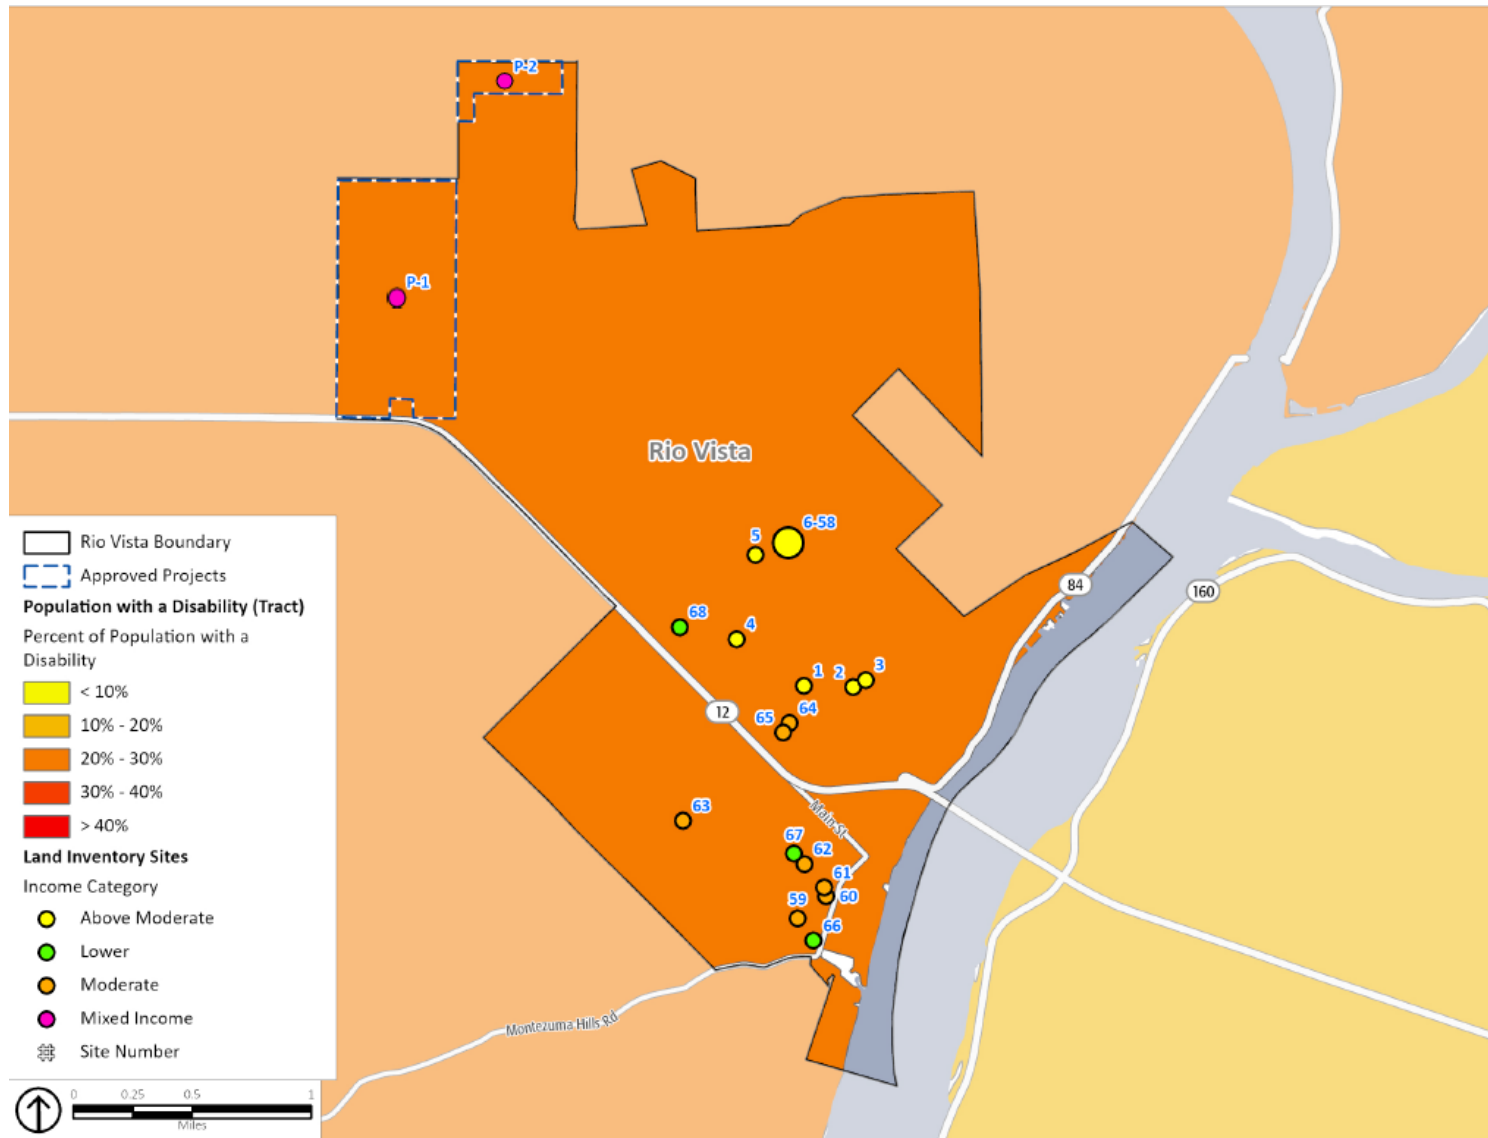 P-2
P-1
Rio Vista
6-58
5
84
160
68
4
3
1
2
12
64
65
Main St
63
67
62
61
60
59
66
Montezuma Hills Rd
Rio Vista Boundary
Approved Projects
Population with a Disability (Tract)
Percent of Population with a
Disability
< 10%
10% - 20%
20% - 30%
30% - 40%
> 40%
Land Inventory Sites
Income Category
Above Moderate
Lower
Moderate
Mixed Income
## Site Number
0 0.25 0.5 1
Miles